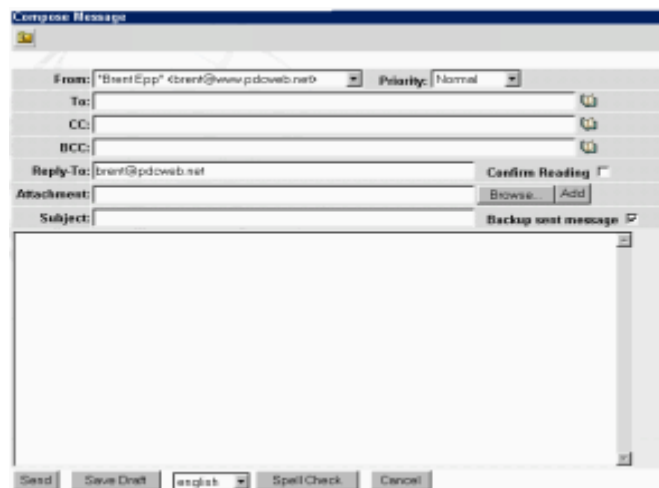 Compose Message
From: "Brent Epp" <brent@www.pdcweb.net> Priority: Normal
To:
CC:
BCC:
Reply-To: brent@pdcweb.net Confirm Reading
Attachment: Browse... Add
Subject: Backup sent message
Send Save Draft english Spell Check Cancel